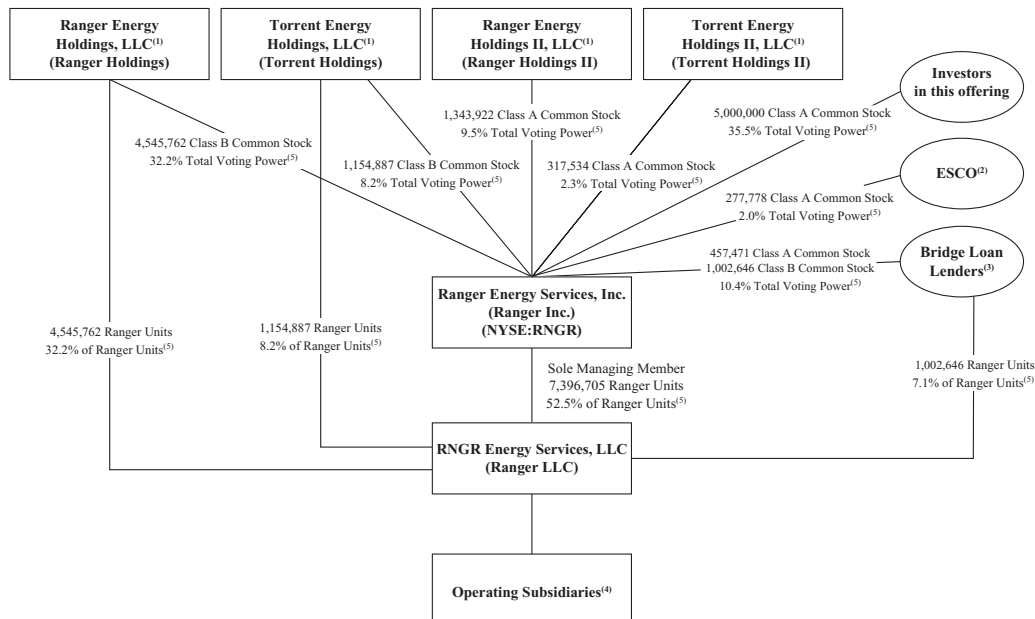 Ranger Energy
Holdings, LLC(1)
(Ranger Holdings)
Torrent Energy
Holdings, LLC(1)
(Torrent Holdings)
Ranger Energy
Holdings II, LLC(1)
(Ranger Holdings II)
Torrent Energy
Holdings II, LLC(1)
(Torrent Holdings II)
Investors
in this offering
4,545,762 Class B Common Stock
32.2% Total Voting Power(5)
1,154,887 Class B Common Stock
8.2% Total Voting Power(5)
1,343,922 Class A Common Stock
9.5% Total Voting Power(5)
317,534 Class A Common Stock
2.3% Total Voting Power(5)
5,000,000 Class A Common Stock
35.5% Total Voting Power(5)
ESCO(2)
277,778 Class A Common Stock
2.0% Total Voting Power(5)
457,471 Class A Common Stock
1,002,646 Class B Common Stock
10.4% Total Voting Power(5)
Bridge Loan
Lenders(3)
Ranger Energy Services, Inc.
(Ranger Inc.)
(NYSE:RNGR)
4,545,762 Ranger Units
32.2% of Ranger Units(5)
1,154,887 Ranger Units
8.2% of Ranger Units(5)
Sole Managing Member
7,396,705 Ranger Units
52.5% of Ranger Units(5)
1,002,646 Ranger Units
7.1% of Ranger Units(5)
RNGR Energy Services, LLC
(Ranger LLC)
Operating Subsidiaries(4)